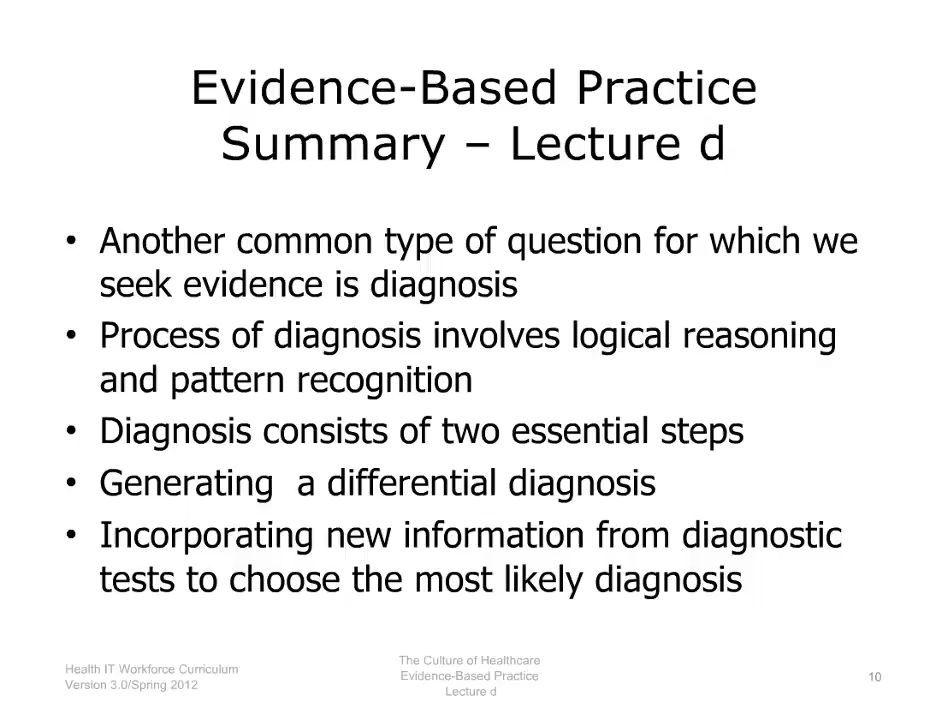 Evidence-Based Practice
Summary – Lecture d
• Another common type of question for which we
seek evidence is diagnosis
• Process of diagnosis involves logical reasoning
and pattern recognition
• Diagnosis consists of two essential steps
• Generating  a differential diagnosis
• Incorporating new information from diagnostic
tests to choose the most likely diagnosis
Health IT Workforce Curriculum
Version 3.0/Spring 2012
The Culture of Healthcare
Evidence-Based Practice
Lecture d
10